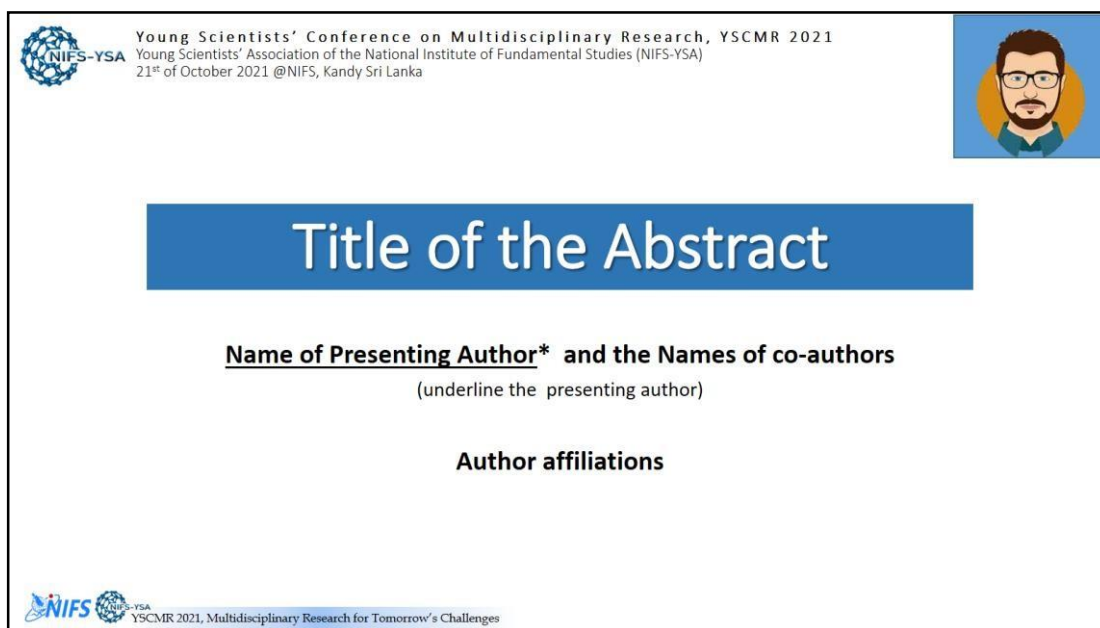 Young Scientists' Conference on Multidisciplinary Research, YSCMR 2021
NIFS-YSA Young Scientists' Association of the National Institute of Fundamental Studies (NIFS-YSA)
21st of October 2021 @NIFS, Kandy Sri Lanka
Title of the Abstract
Name of Presenting Author* and the Names of co-authors
(underline the presenting author)
Author affiliations
NIFS NIFS-YSA
YSCMR 2021, Multidisciplinary Research for Tomorrow's Challenges